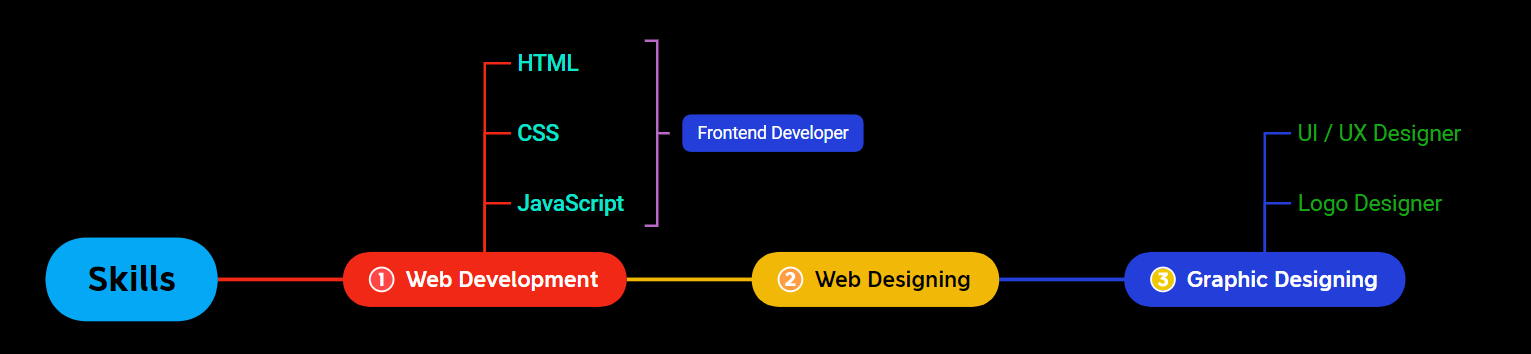 HTML
CSS
JavaScript
Frontend Developer
UI / UX Designer
Logo Designer
Skills
1 Web Development
2 Web Designing
3 Graphic Designing